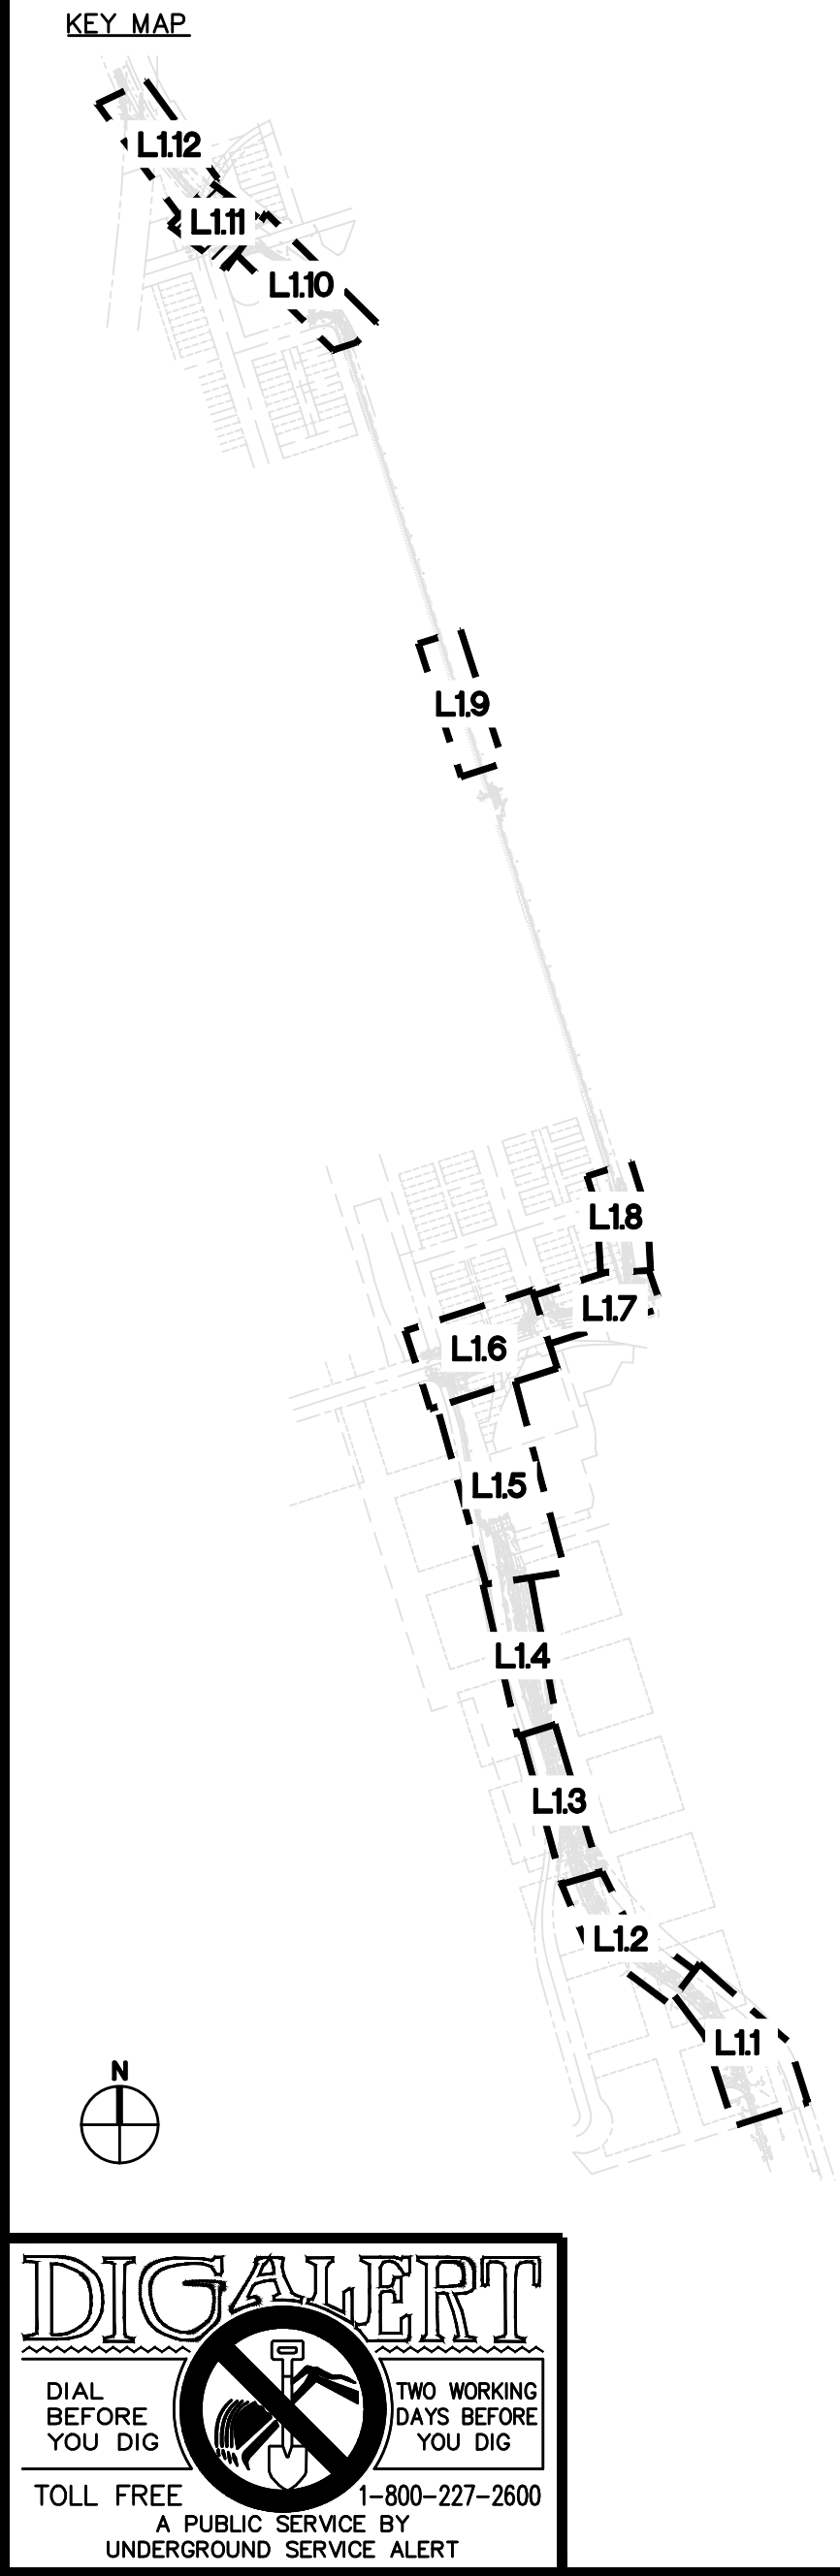 KEY MAP
L1.12
L1.11
L1.10
L1.9
L1.8
L1.7
L1.6
L1.5
L1.4
L1.3
L1.2
L1.1
N
DIGALERT
DIAL
BEFORE
YOU DIG
TWO WORKING
DAYS BEFORE
YOU DIG
TOLL FREE 1-800-227-2600
A PUBLIC SERVICE BY
UNDERGROUND SERVICE ALERT